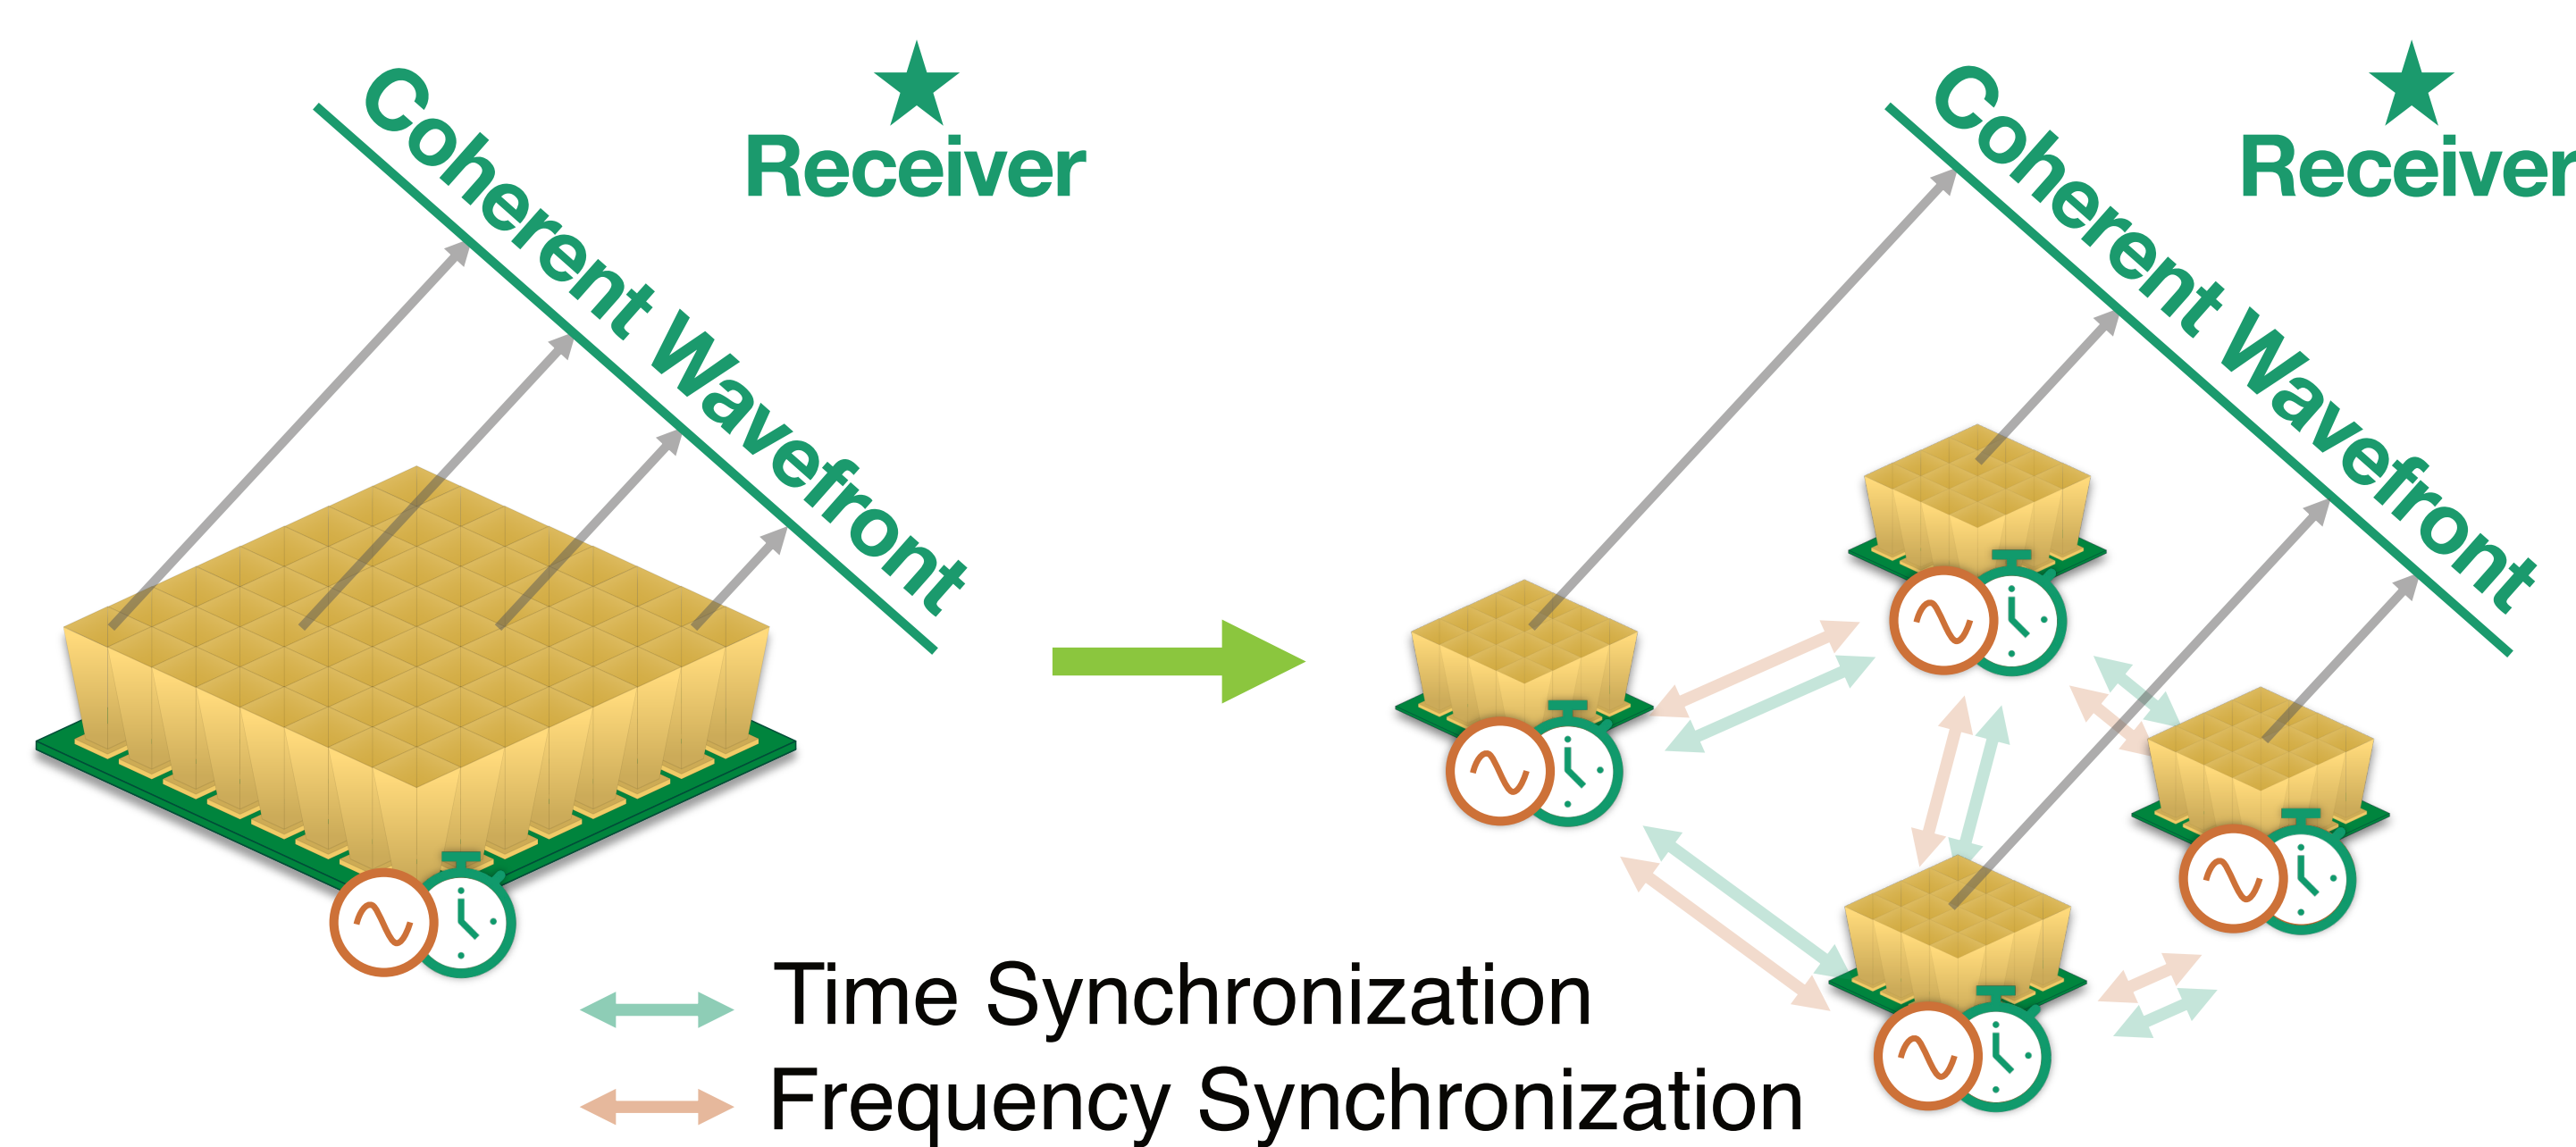 Coherent Wavefront
Receiver
Coherent Wavefront
Receiver
Time Synchronization
Frequency Synchronization